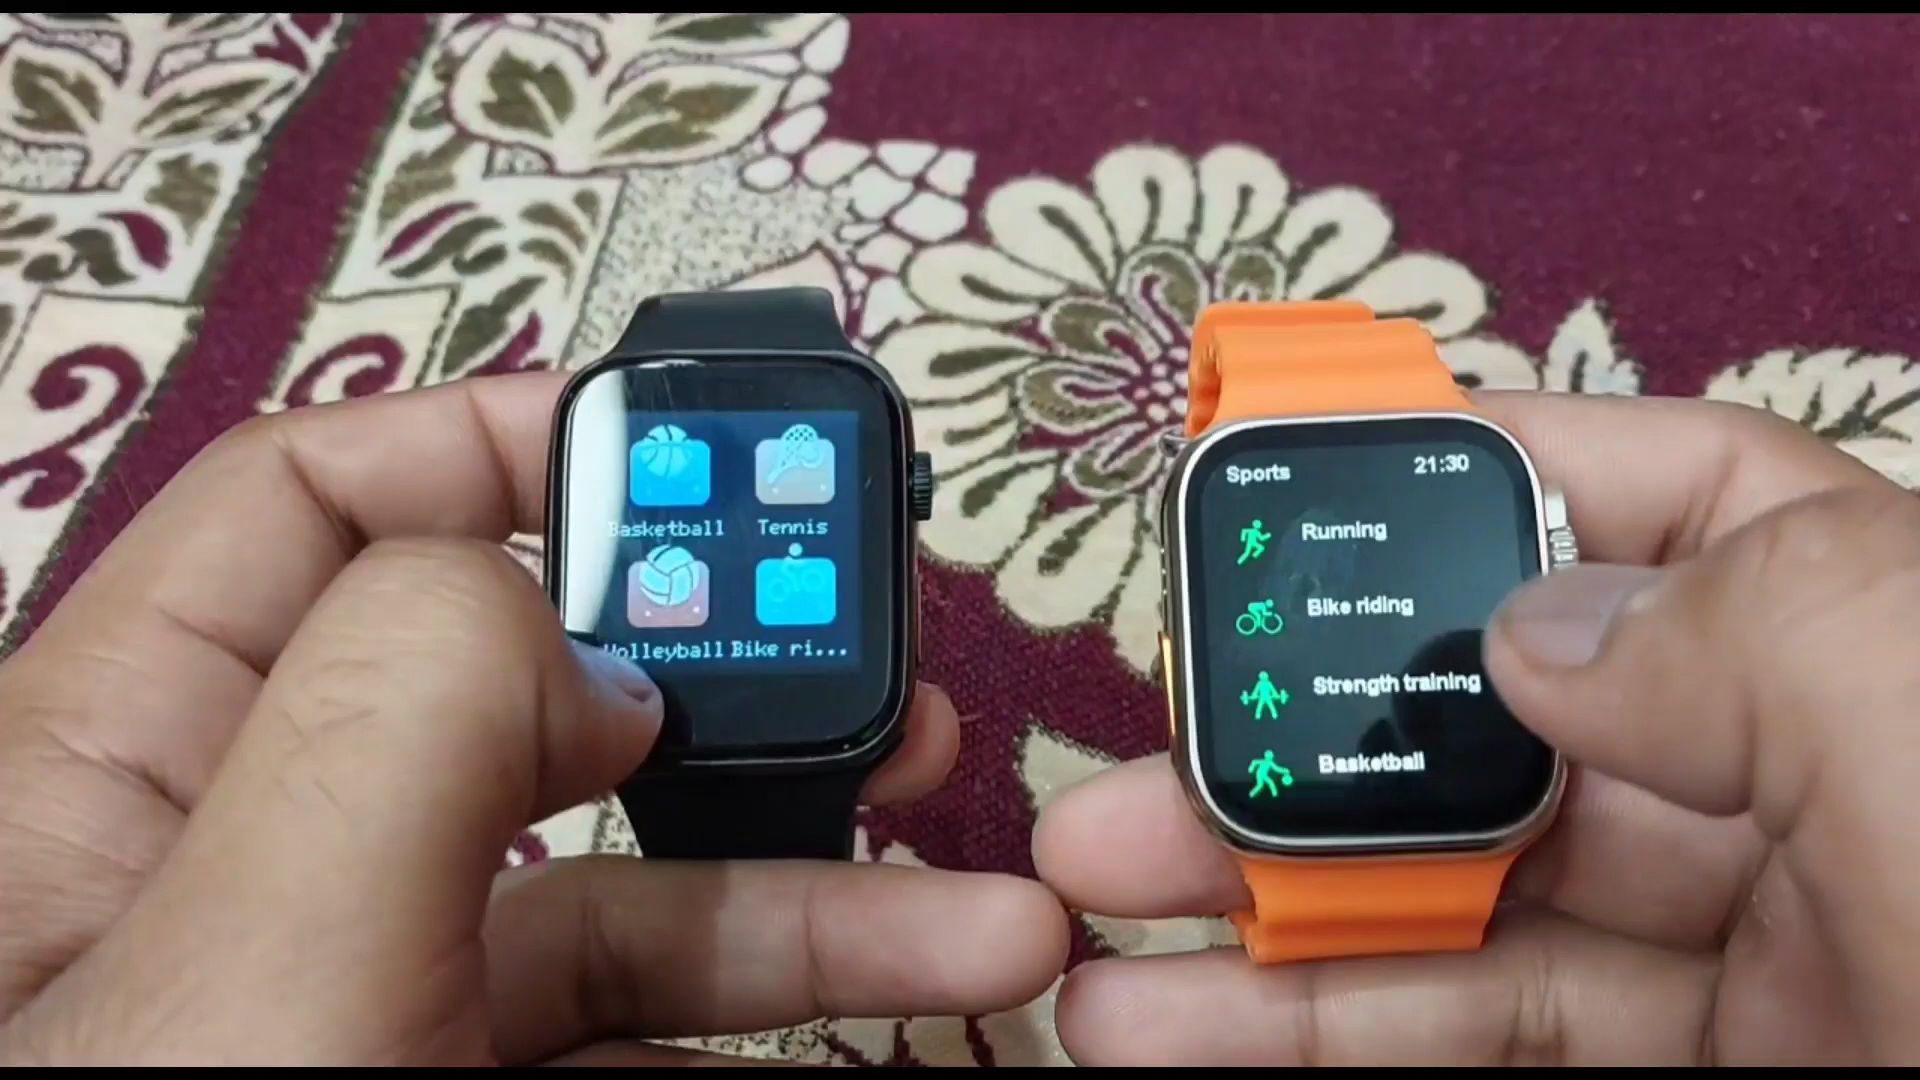 Basketball Tennis
Volleyball Bike ri...
Sports 21:30
Running
Bike riding
Strength training
Basketball